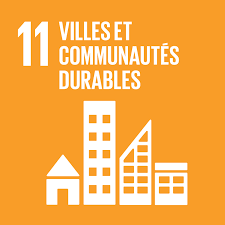 11 VILLES ET
COMMUNAUTÉS
DURABLES